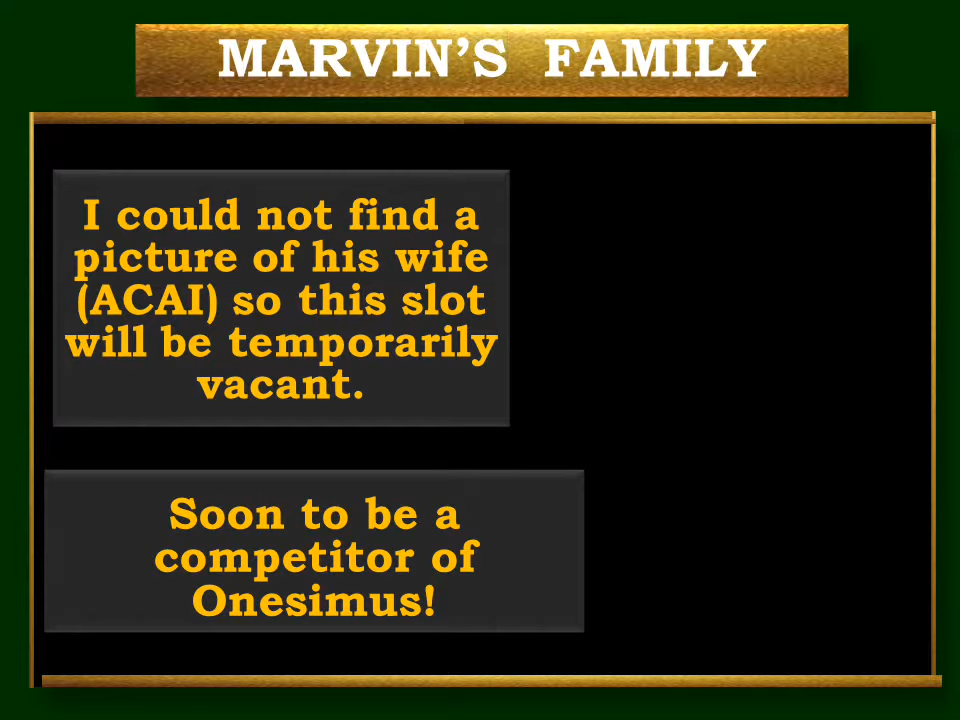 MARVIN’S FAMILY
I could not find a
picture of his wife
(ACAI) so this slot
will be temporarily
vacant.
Soon to be a
competitor of
Onesimus!